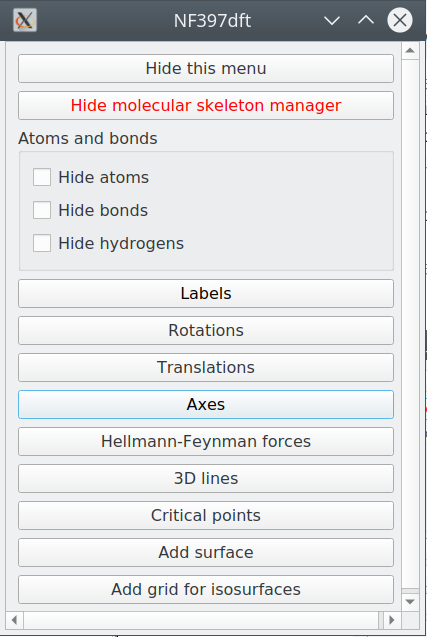 NF397dft
Hide this menu
Hide molecular skeleton manager
Atoms and bonds
Hide atoms
Hide bonds
Hide hydrogens
Labels
Rotations
Translations
Axes
Hellmann-Feynman forces
3D lines
Critical points
Add surface
Add grid for isosurfaces